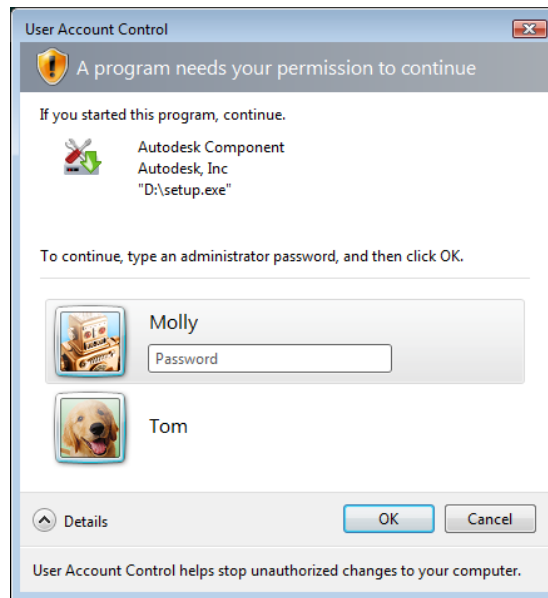 User Account Control
A program needs your permission to continue
If you started this program, continue.
Autodesk Component
Autodesk, Inc
"D:\setup.exe"
To continue, type an administrator password, and then click OK.
Molly
Password
Tom
Details
OK
Cancel
User Account Control helps stop unauthorized changes to your computer.